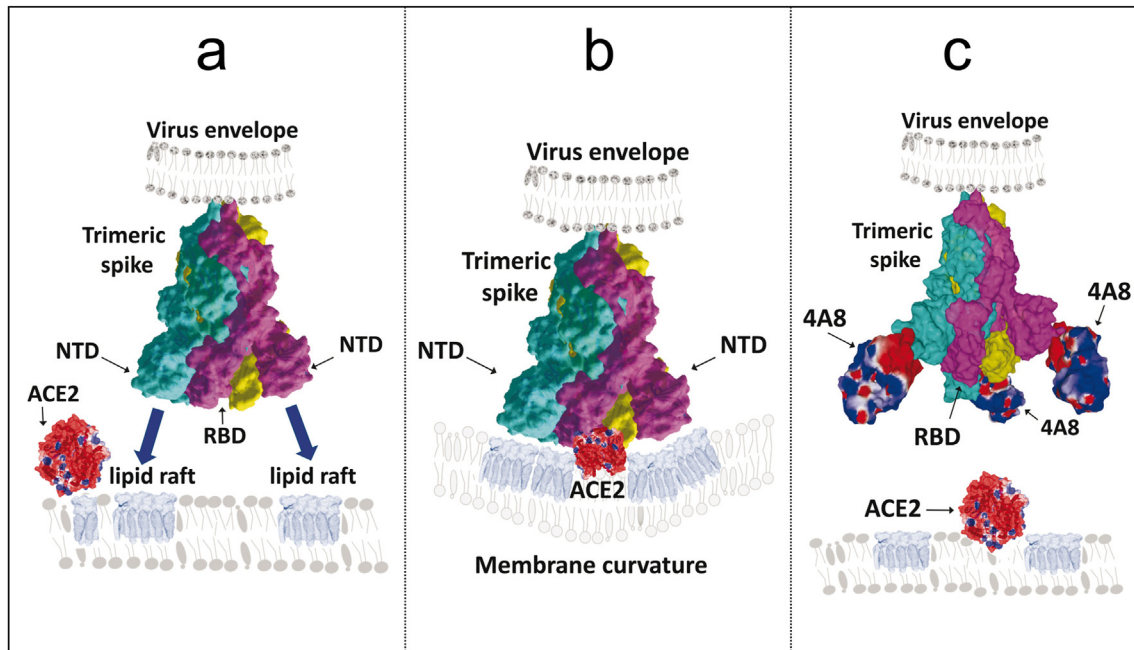 a
Virus envelope
Trimeric
spike
NTD
NTD
ACE2
RBD
lipid raft
lipid raft
b
Virus envelope
Trimeric
spike
NTD
NTD
ACE2
Membrane curvature
c
Virus envelope
Trimeric
spike
4A8
4A8
RBD
4A8
ACE2